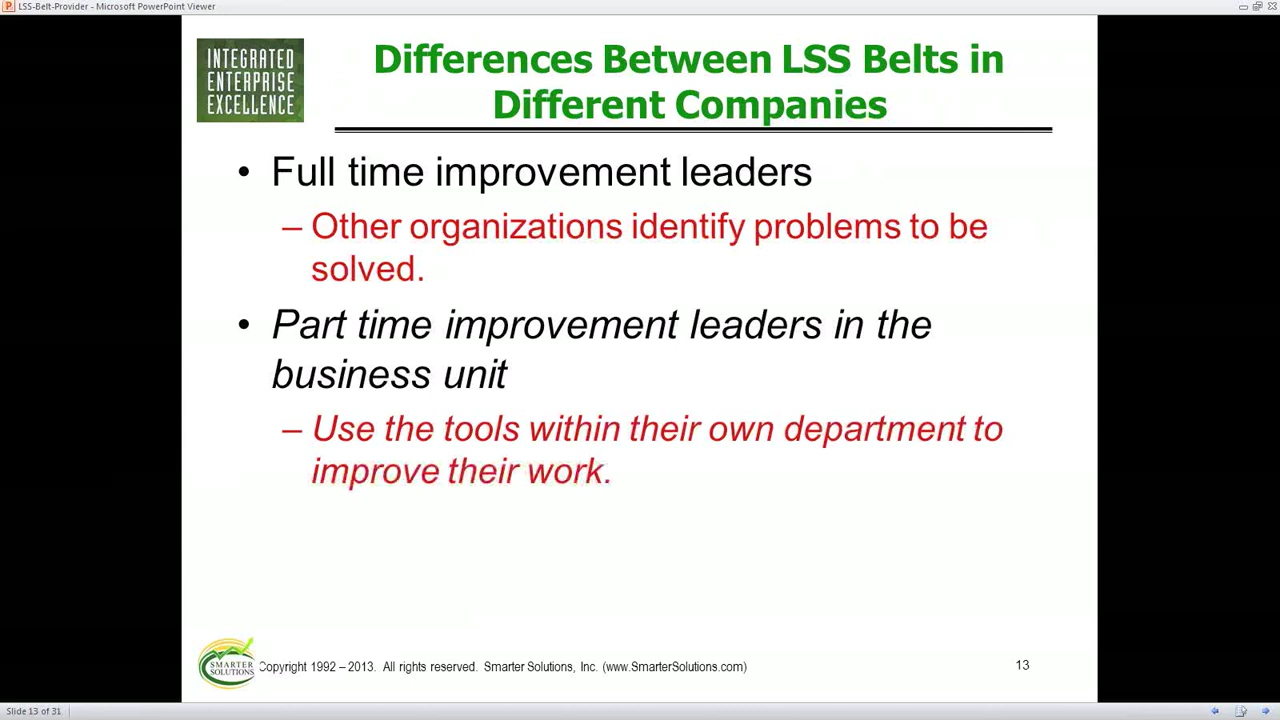 LSS-Belt-Provider - Microsoft PowerPoint Viewer
INTEGRATED
ENTERPRISE
EXCELLENCE
Differences Between LSS Belts in
Different Companies
• Full time improvement leaders
– Other organizations identify problems to be
solved.
• Part time improvement leaders in the
business unit
– Use the tools within their own department to
improve their work.
SMARTER
SOLUTIONS
Copyright 1992 – 2013. All rights reserved. Smarter Solutions, Inc. (www.SmarterSolutions.com)
13
Slide 13 of 31